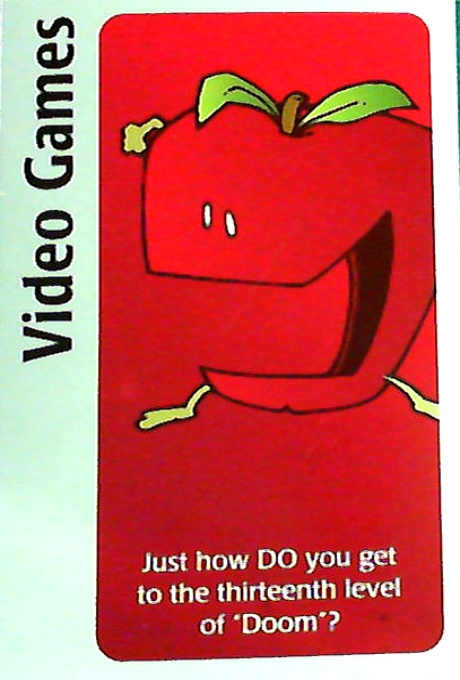 Video Games
Just how DO you get
to the thirteenth level
of "Doom"?